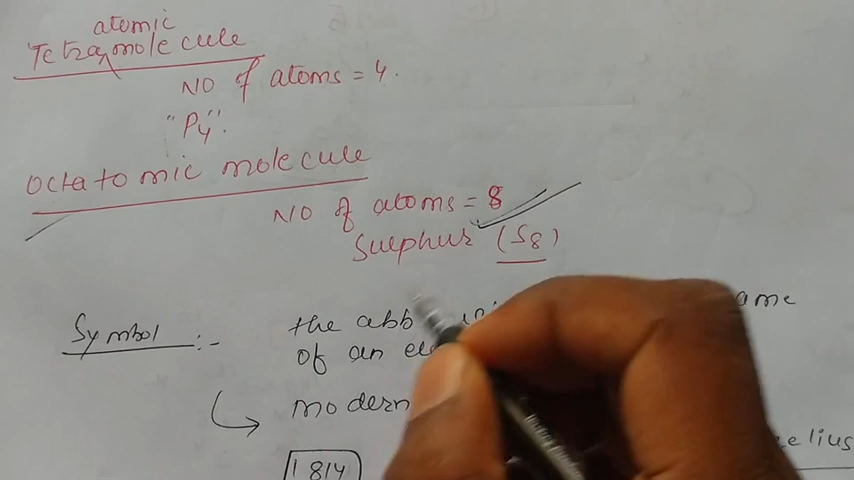 atomic
Tetra molecule
NO of atoms = 4.
"P4".
Octatomic molecule
NO of atoms = 8
Sulphur (S8)
Symbol :- the abb
of an
modern
1814